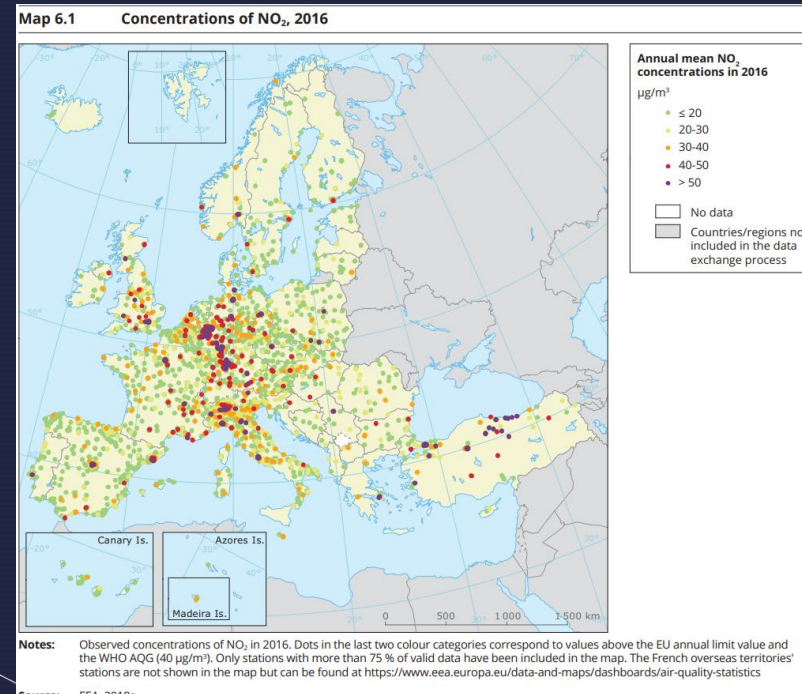 Map 6.1 Concentrations of NO₂, 2016
Annual mean NO₂
concentrations in 2016
µg/m³
≤ 20
20-30
30-40
40-50
> 50
No data
Countries/regions no
included in the data
exchange process
Canary Is.
Azores Is.
Madeira Is.
0 500 1 500 km
Notes: Observed concentrations of NO₂ in 2016. Dots in the last two colour categories correspond to values above the EU annual limit value and
the WHO AQG (40 µg/m³). Only stations with more than 75 % of valid data have been included in the map. The French overseas territories'
stations are not shown in the map but can be found at https://www.eea.europa.eu/data-and-maps/dashboards/air-quality-statistics